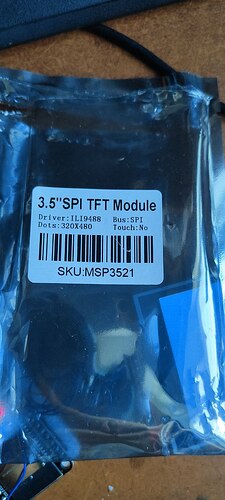 3.5"SPI TFT Module
Driver:ILI9488 Bus:SPI
Dots:320X480 Touch:No
SKU:MSP3521